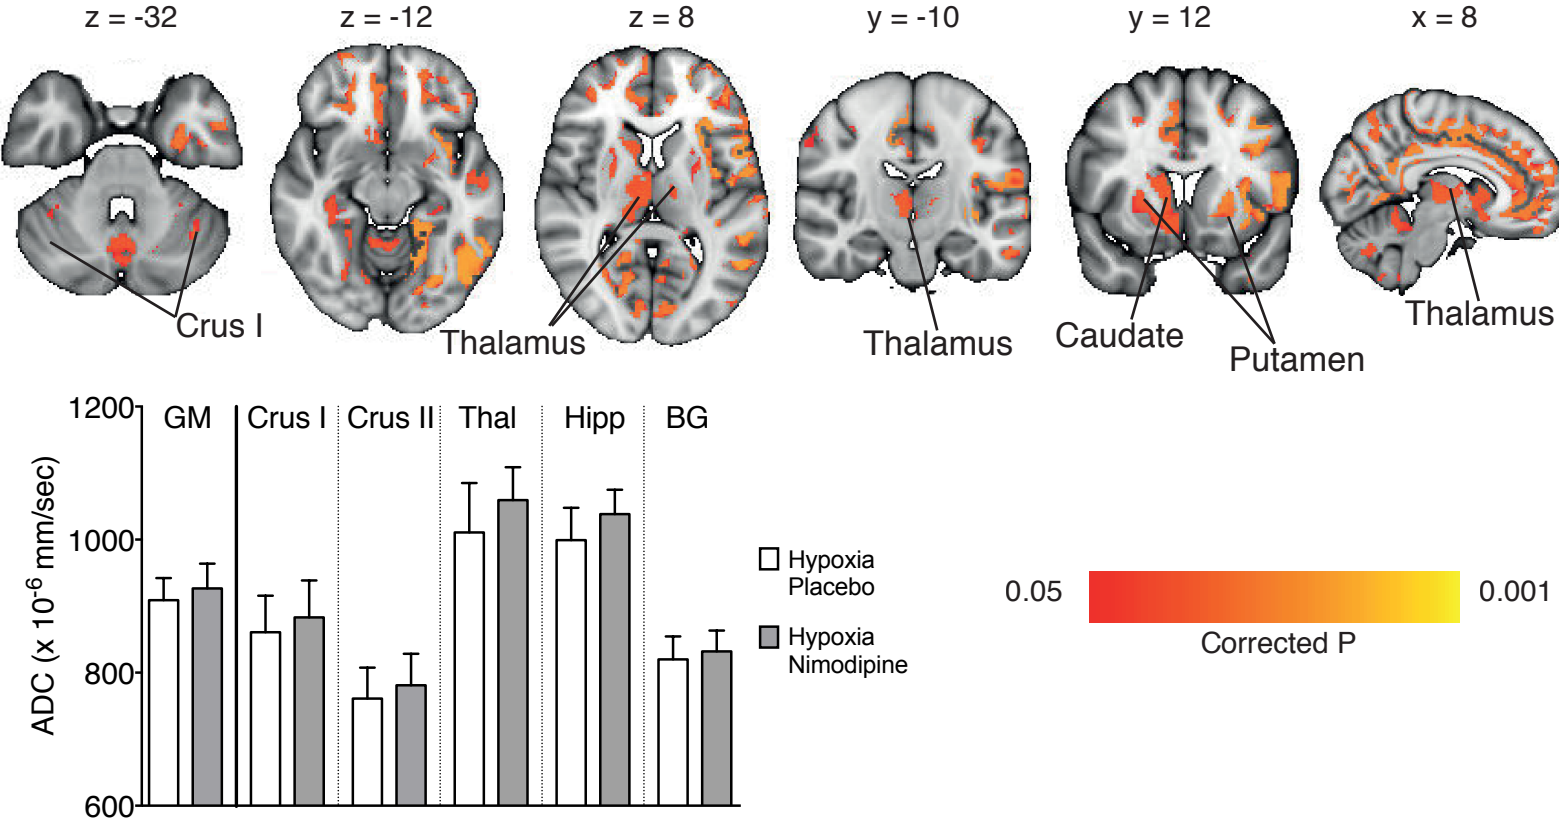 z = -32
z = -12
z = 8
y = -10
y = 12
x = 8
Crus I
Thalamus
Thalamus
Caudate
Putamen
Thalamus
ADC (x 10-6 mm/sec)
1200
1000
800
600
GM
Crus I
Crus II
Thal
Hipp
BG
Hypoxia
Placebo
Hypoxia
Nimodipine
0.05
0.001
Corrected P